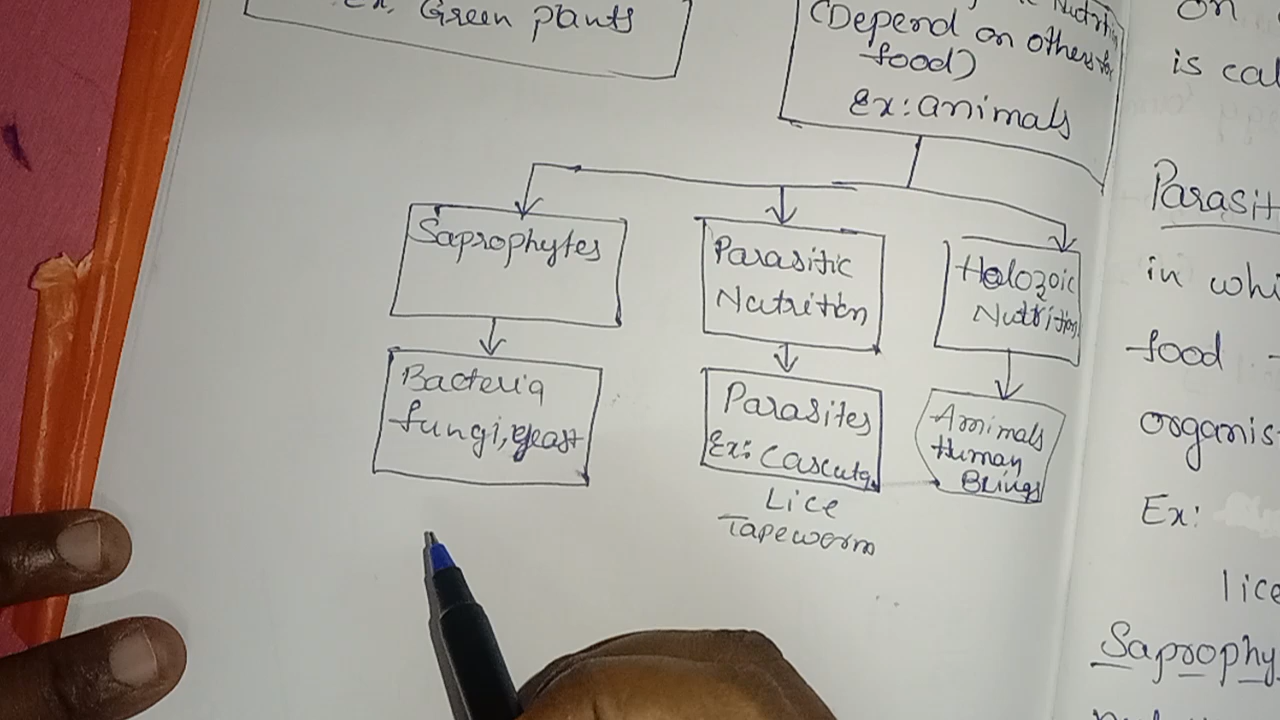 Ex, Green plants
Nutriti
(Depend on others for
food)
Ex: animals
Saprophytes
Parasitic
Nutrition
Holozoic
Nutrition
Bacteria
fungi, yeast
Parasites
Ex: Cascuta
Lice
Tapeworm
Animals
Human
Beings
on
is cal
Parasit
in whi
food
organis
Ex:
lice
Saprophy